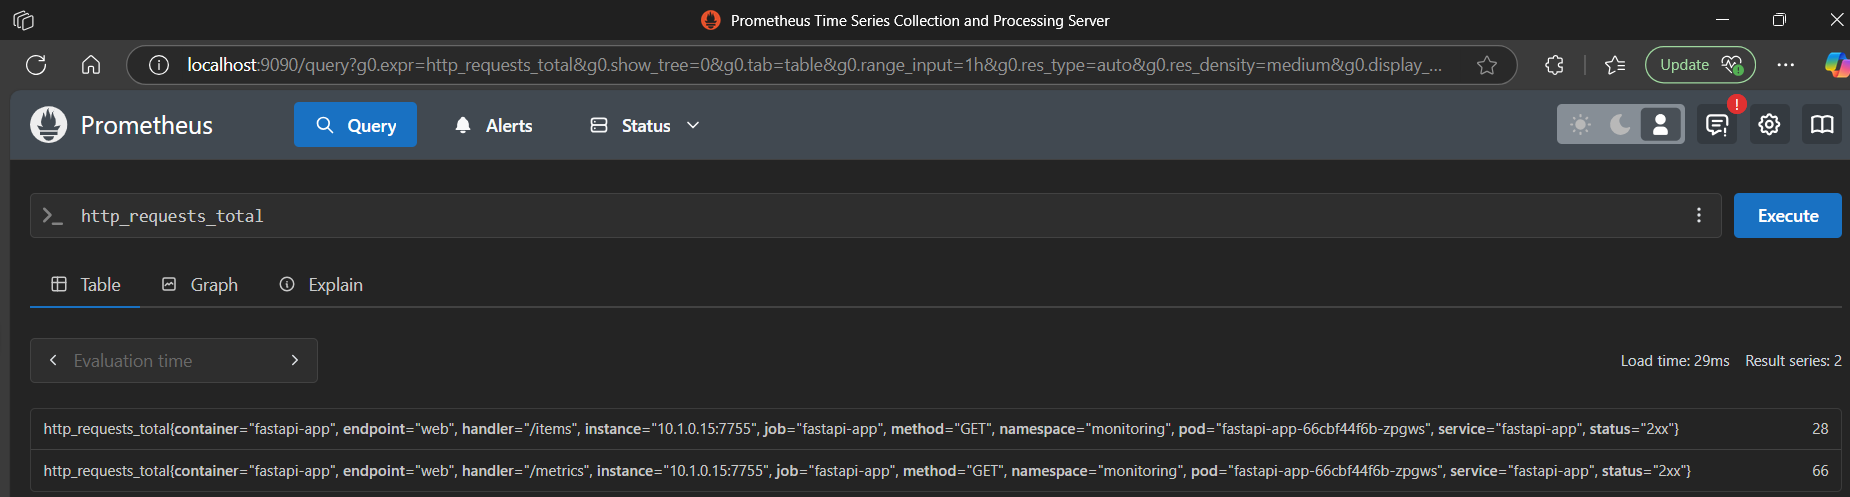 Prometheus Time Series Collection and Processing Server
localhost:9090/query?g0.expr=http_requests_total&g0.show_tree=0&g0.tab=table&g0.range_input=1h&g0.res_type=auto&g0.res_density=medium&g0.display_...
Update
Prometheus Query Alerts Status
http_requests_total
Execute
Table Graph Explain
Evaluation time
Load time: 29ms Result series: 2
http_requests_total{container="fastapi-app", endpoint="web", handler="/items", instance="10.1.0.15:7755", job="fastapi-app", method="GET", namespace="monitoring", pod="fastapi-app-66cbf44f6b-zpgws", service="fastapi-app", status="2xx"} 28
http_requests_total{container="fastapi-app", endpoint="web", handler="/metrics", instance="10.1.0.15:7755", job="fastapi-app", method="GET", namespace="monitoring", pod="fastapi-app-66cbf44f6b-zpgws", service="fastapi-app", status="2xx"} 66